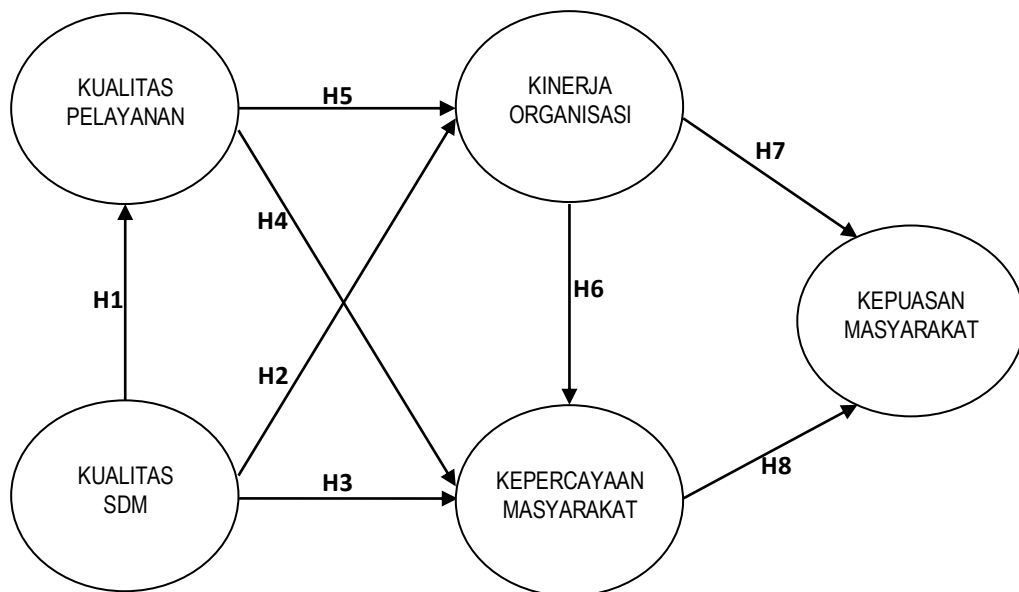 KUALITAS
PELAYANAN
H5
KINERJA
ORGANISASI
H7
H4
H1
H6
KEPUASAN
MASYARAKAT
H2
KUALITAS
SDM
H3
KEPERCAYAAN
MASYARAKAT
H8